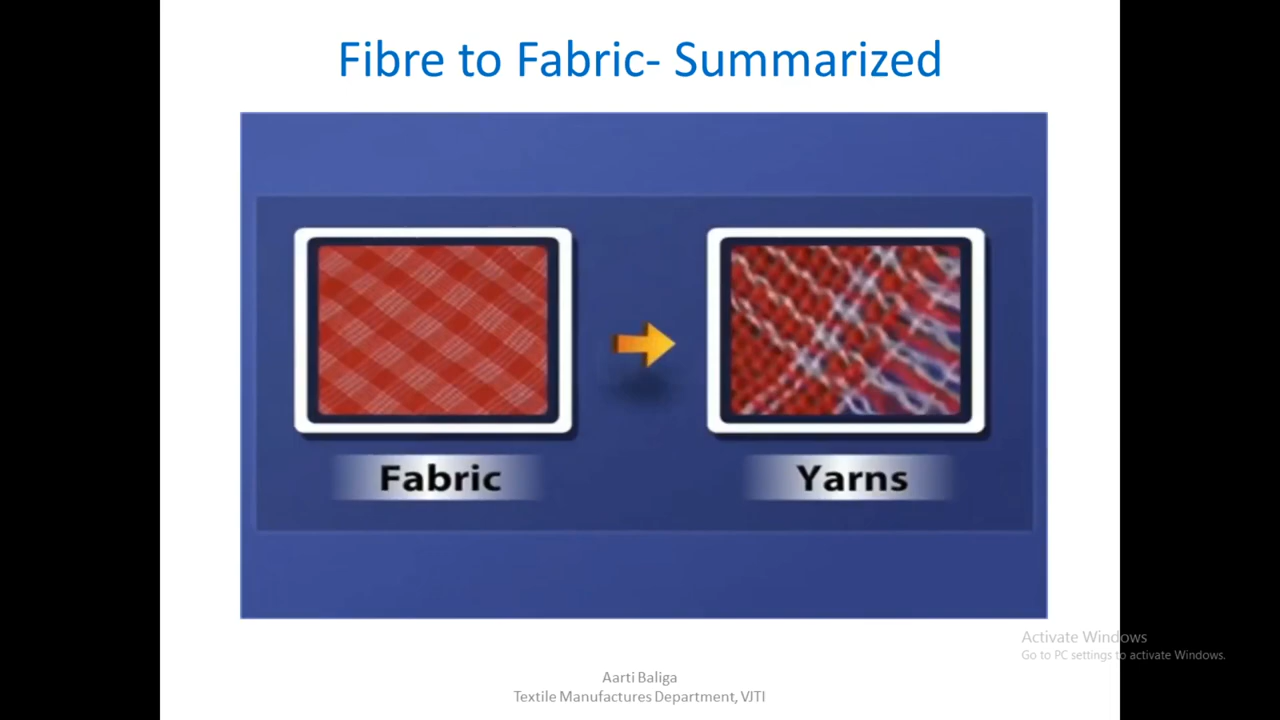 Fibre to Fabric- Summarized
Fabric
Yarns
Activate Windows
Go to PC settings to activate Windows.
Aarti Baliga
Textile Manufactures Department, VJTI